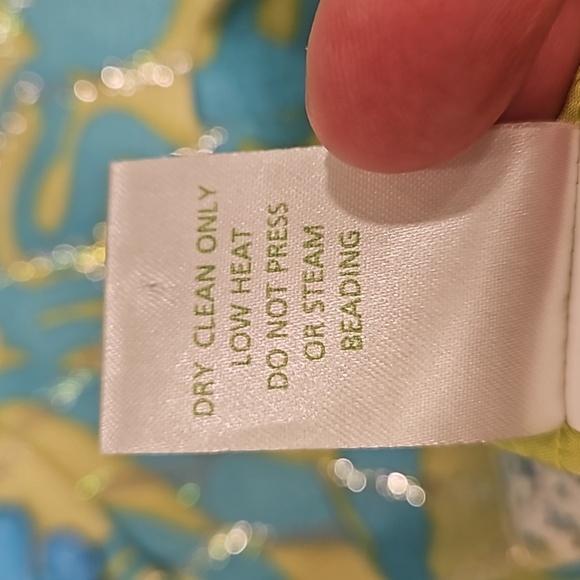 DRY CLEAN ONLY
LOW HEAT
DO NOT PRESS
OR STEAM
BEADING